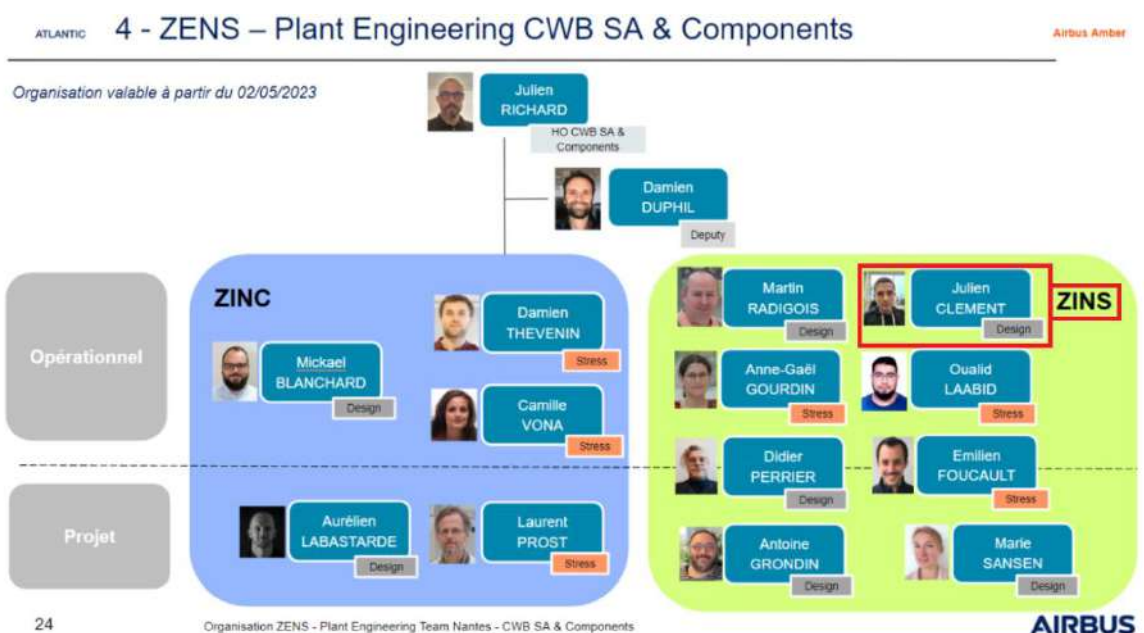 ATLANTIC
4 - ZENS – Plant Engineering CWB SA & Components
Airbus Amber
Organisation valable à partir du 02/05/2023
Julien
RICHARD
HO CWB SA &
Components
Damien
DUPHIL
Deputy
Opérationnel
ZINC
Mickael
BLANCHARD
Design
Damien
THEVENIN
Stress
Camille
VONA
Stress
Martin
RADIGOIS
Design
Julien
CLEMENT
Design
ZINS
Anne-Gaël
GOURDIN
Stress
Oualid
LAABID
Stress
Didier
PERRIER
Design
Emilien
FOUCAULT
Stress
Projet
Aurélien
LABASTARDE
Design
Laurent
PROST
Stress
Antoine
GRONDIN
Design
Marie
SANSEN
Design
24
Organisation ZENS - Plant Engineering Team Nantes - CWB SA & Components
AIRBUS